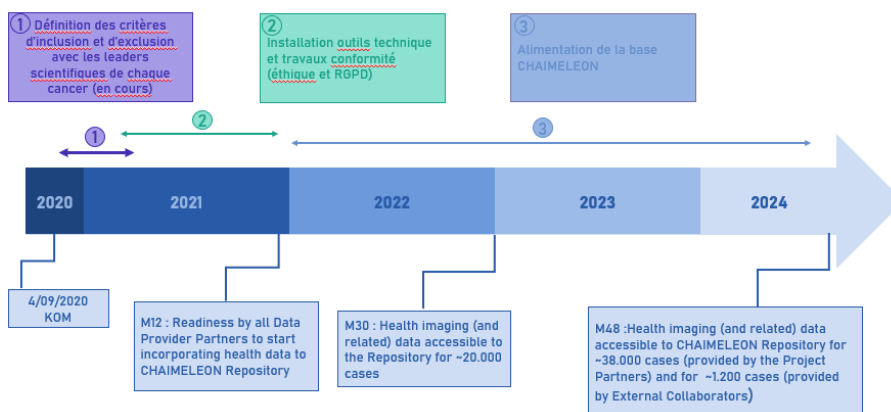 1
Définition des critères
d'inclusion et d'exclusion
avec les leaders
scientifiques de chaque
cancer (en cours)
2
Installation outils technique
et travaux conformité
(éthique et RGPD)
3
Alimentation de la base
CHAIMELEON
1
2
3
2020
2021
2022
2023
2024
4/09/2020
KOM
M12 : Readiness by all Data
Provider Partners to start
incorporating health data to
CHAIMELEON Repository
M30 : Health imaging (and
related) data accessible to
the Repository for ~20.000
cases
M48 :Health imaging (and related) data
accessible to CHAIMELEON Repository for
~38.000 cases (provided by the Project
Partners) and for ~1.200 cases (provided
by External Collaborators)